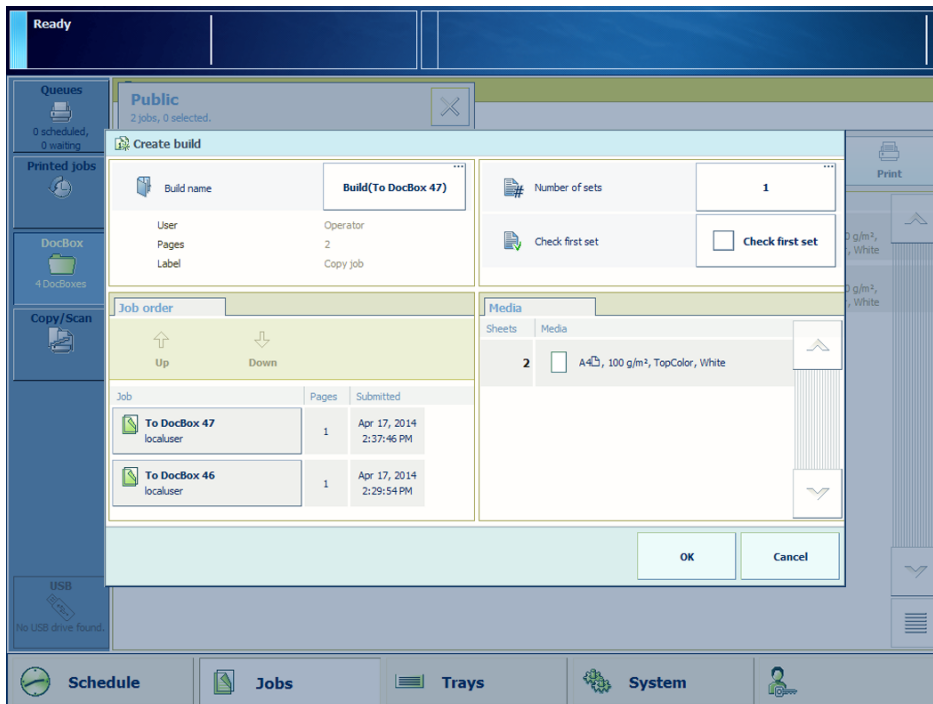 Ready
Queues
0 scheduled,
0 waiting
Printed jobs
DocBox
4 DocBoxes
Copy/Scan
USB
No USB drive found.
Public
2 jobs, 0 selected.
Print
g/m²,
, White
g/m²,
, White
Create build
Build name
Build(To DocBox 47)
...
User Operator
Pages 2
Label Copy job
Number of sets
1
...
Check first set
Check first set
Job order
Up Down
Job Pages Submitted
To DocBox 47
localuser
1
Apr 17, 2014
2:37:46 PM
To DocBox 46
localuser
1
Apr 17, 2014
2:29:54 PM
Media
Sheets Media
2 A4, 100 g/m², TopColor, White
OK Cancel
Schedule Jobs Trays System